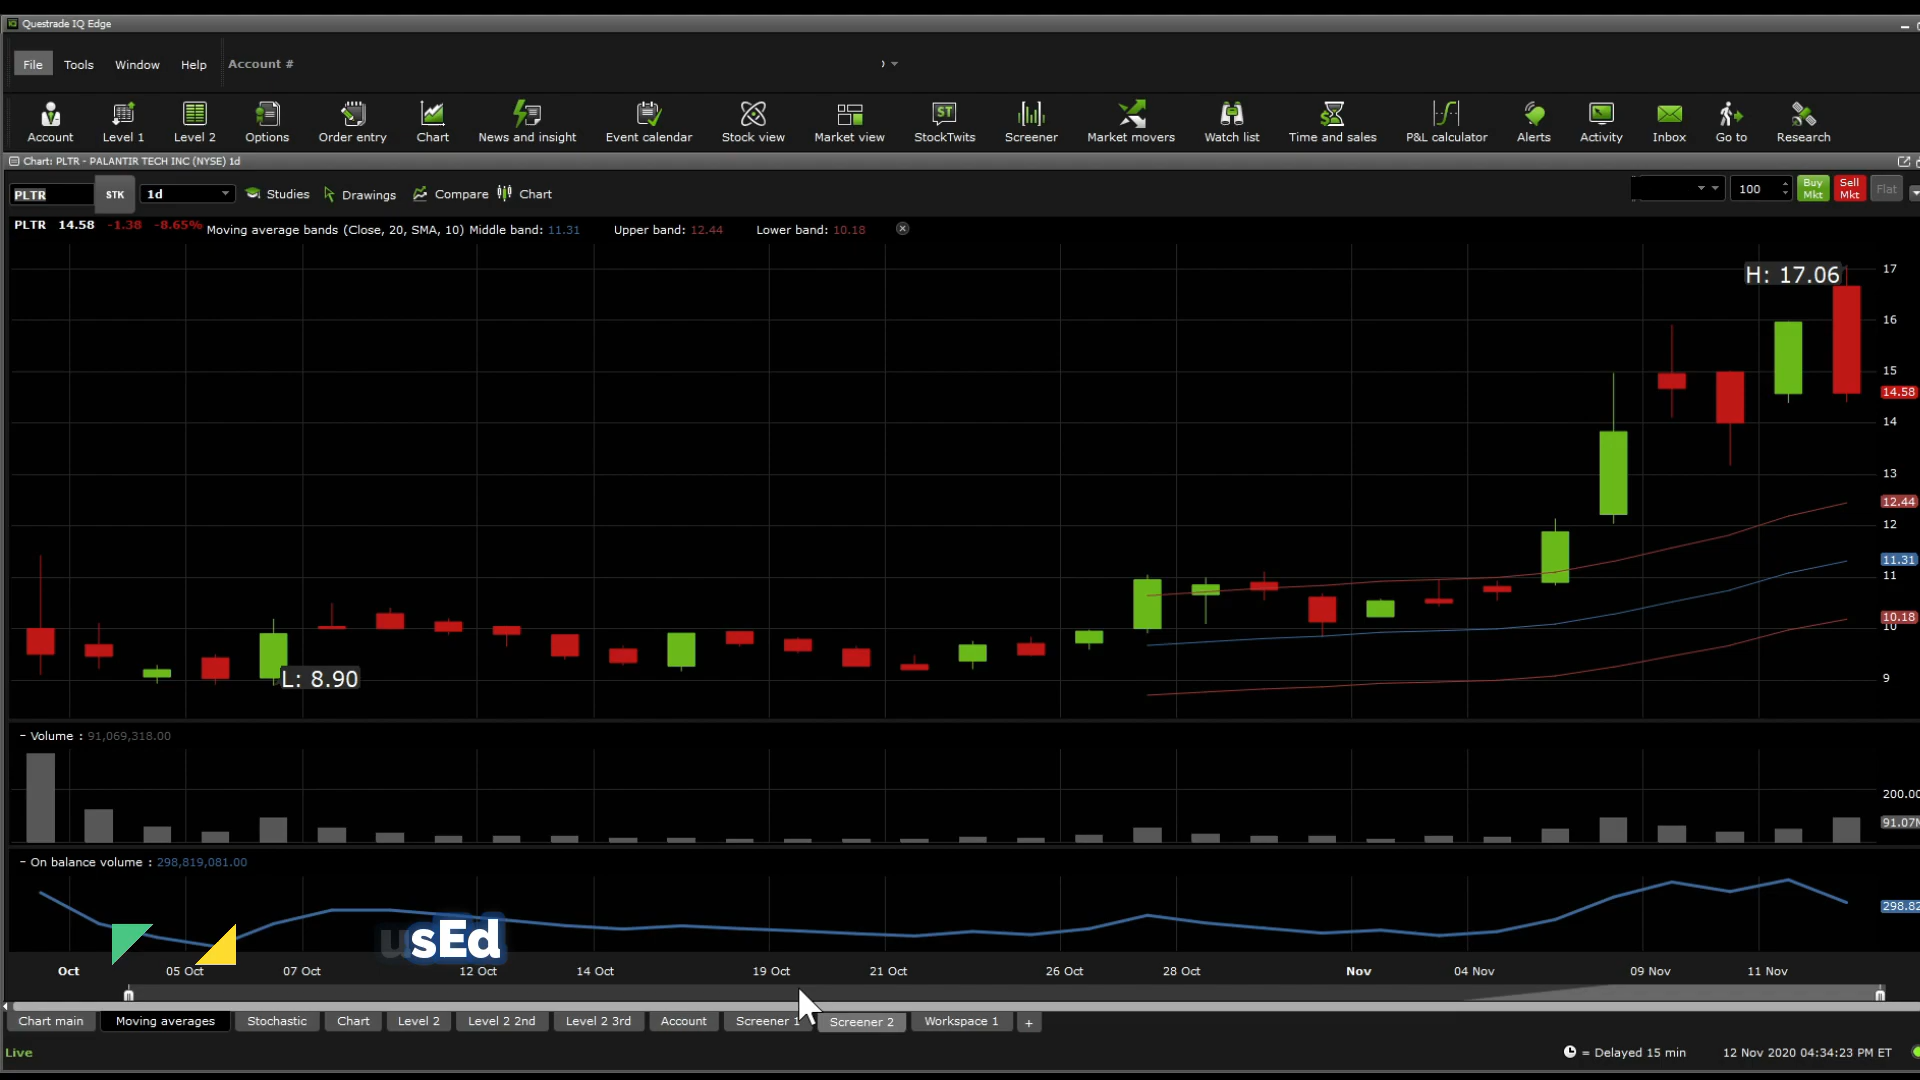 Questrade IQ Edge
File Tools Window Help Account #
Account Level 1 Level 2 Options Order entry Chart News and insight Event calendar Stock view Market view StockTwits Screener Market movers Watch list Time and sales P&L calculator Alerts Activity Inbox Go to Research
Chart: PLTR - PALANTIR TECH INC (NYSE) 1d
PLTR STK 1d Studies Drawings Compare Chart 100 Buy Mkt Sell Mkt Flat
PLTR 14.58 -1.38 -8.65% Moving average bands (Close, 20, SMA, 10) Middle band: 11.31 Upper band: 12.44 Lower band: 10.18
H: 17.06
17
16
15
14.58
14
13
12.44
12
11.31
11
10.18
10
L: 8.90
9
- Volume : 91,069,318.00
200.00
91.07M
- On balance volume : 298,819,081.00
298.82
usEd
Oct 05 Oct 07 Oct 12 Oct 14 Oct 19 Oct 21 Oct 26 Oct 28 Oct Nov 04 Nov 09 Nov 11 Nov
Chart main Moving averages Stochastic Chart Level 2 Level 2 2nd Level 2 3rd Account Screener 1 Screener 2 Workspace 1 +
Live
= Delayed 15 min 12 Nov 2020 04:34:23 PM ET